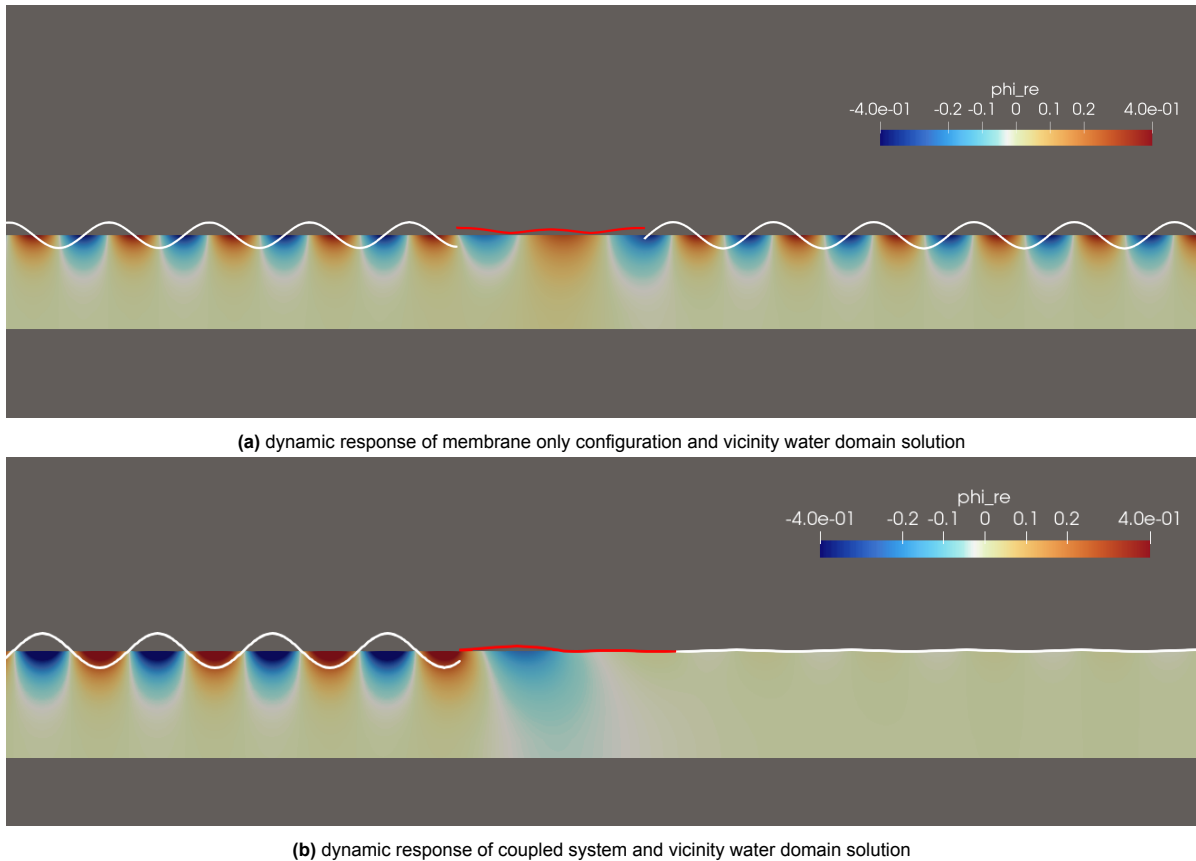 phi_re
-4.0e-01 -0.2 -0.1 0 0.1 0.2 4.0e-01
(a) dynamic response of membrane only configuration and vicinity water domain solution
phi_re
-4.0e-01 -0.2 -0.1 0 0.1 0.2 4.0e-01
(b) dynamic response of coupled system and vicinity water domain solution